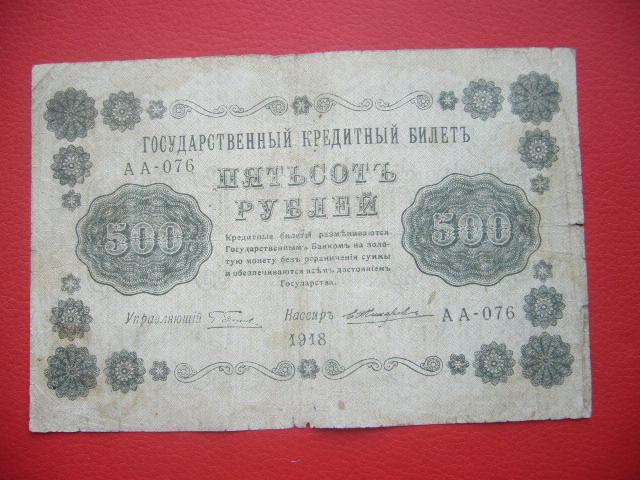 ГОСУДАРСТВЕННЫЙ КРЕДИТНЫЙ БИЛЕТЪ
АА-076
ПЯТЬСОТЪ
РУБЛЕЙ
500
500
Кредитные билеты размѣниваются
Государственнымъ Банкомъ на золо-
тую монету безъ ограниченія суммы
и обезпечиваются всѣмъ достояніемъ
Государства.
Управляющій
Кассиръ
АА-076
1918